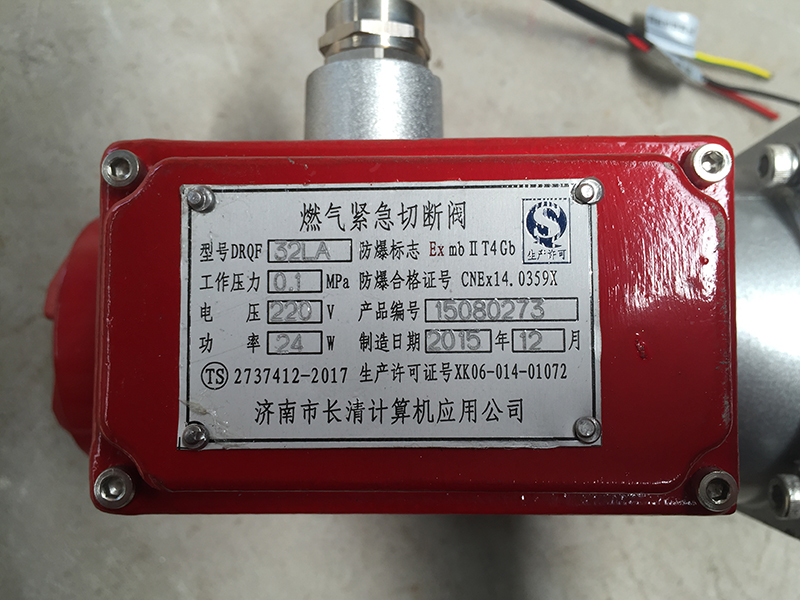 燃气紧急切断阀
生产许可
型号DRQF 32LA 防爆标志 Ex mb Ⅱ T4 Gb
工作压力 0.1 MPa 防爆合格证号 CNEx14.0359X
电压 220 V 产品编号 15080273
功率 24 W 制造日期 2015 年 12 月
TS 2737412-2017 生产许可证号XK06-014-01072
济南市长清计算机应用公司